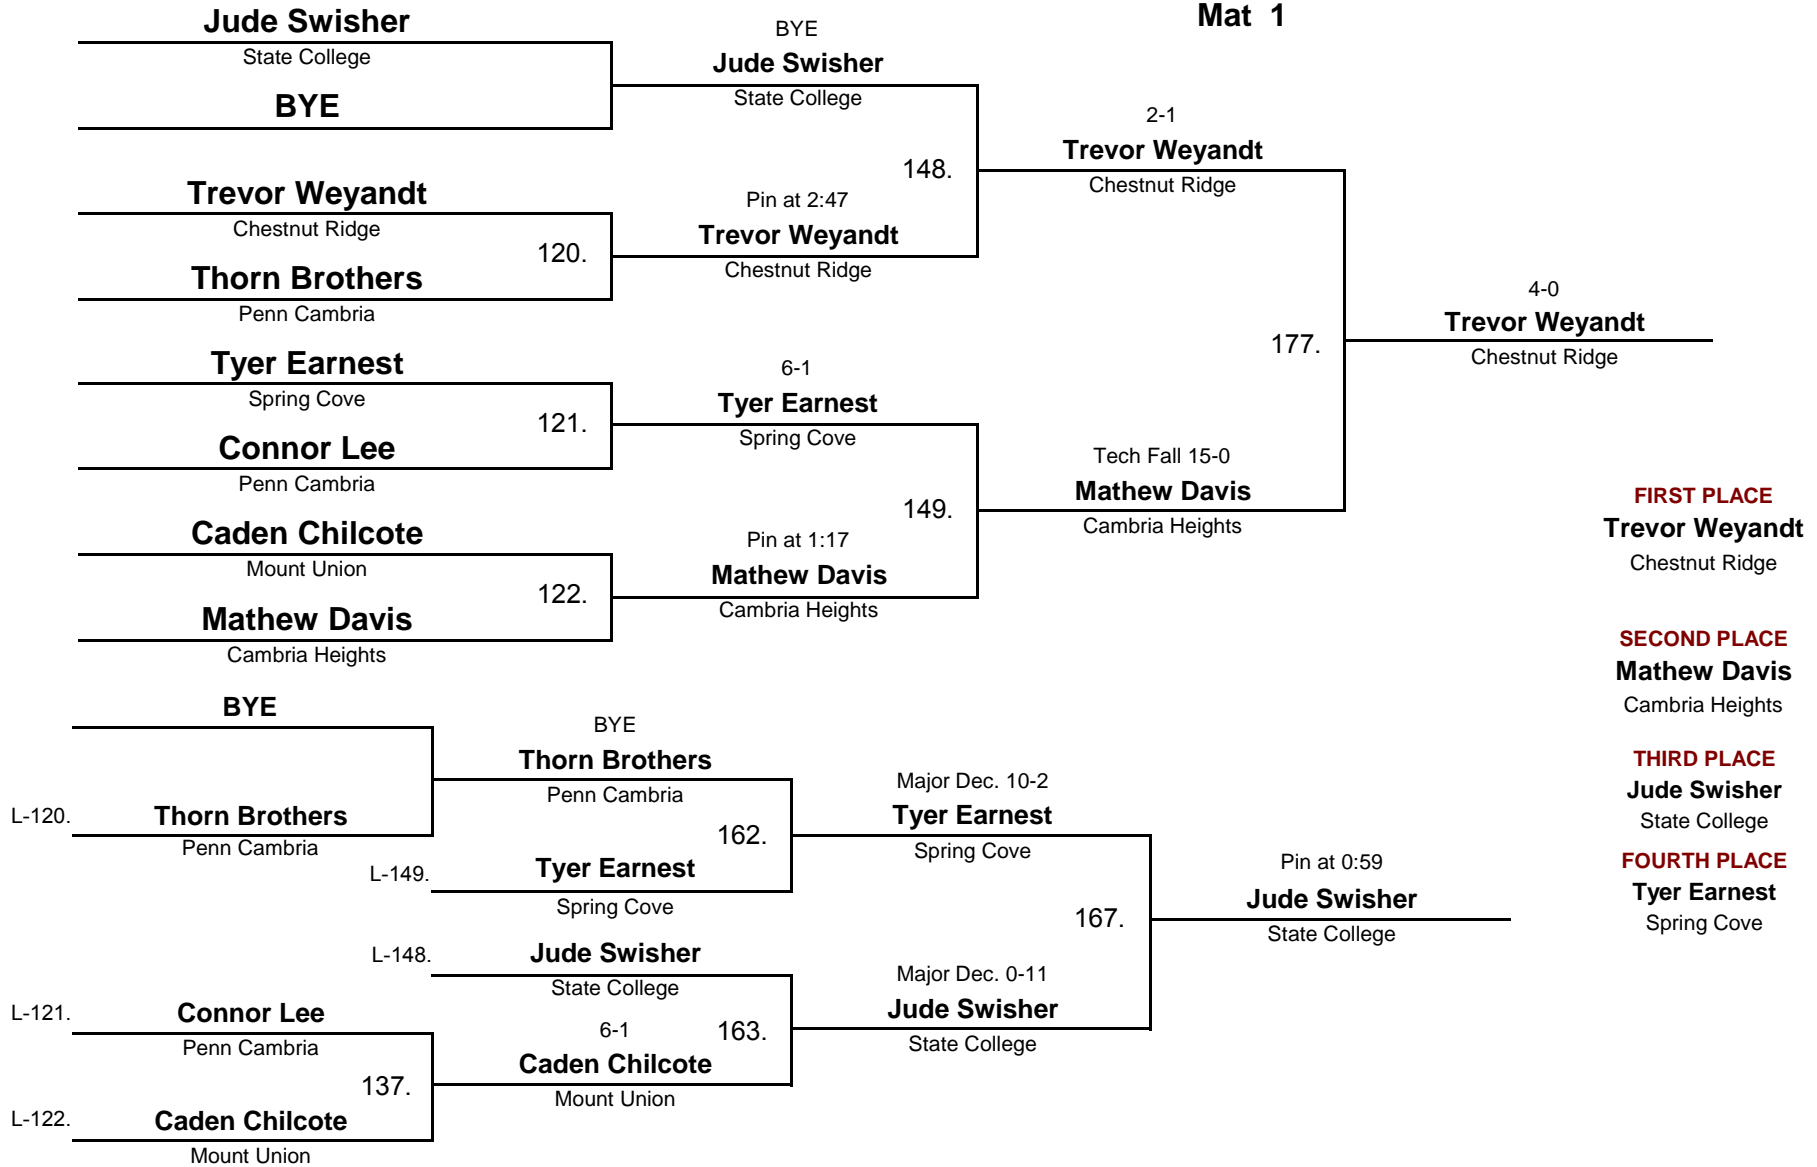 Mat 1
Jude Swisher
State College
BYE
BYE
Jude Swisher
State College
148.
2-1
Trevor Weyandt
Chestnut Ridge
Trevor Weyandt
Chestnut Ridge
120.
Thorn Brothers
Penn Cambria
Pin at 2:47
Trevor Weyandt
Chestnut Ridge
177.
4-0
Trevor Weyandt
Chestnut Ridge
Tyer Earnest
Spring Cove
121.
Connor Lee
Penn Cambria
6-1
Tyer Earnest
Spring Cove
149.
Tech Fall 15-0
Mathew Davis
Cambria Heights
Caden Chilcote
Mount Union
122.
Mathew Davis
Cambria Heights
Pin at 1:17
Mathew Davis
Cambria Heights
FIRST PLACE
Trevor Weyandt
Chestnut Ridge
SECOND PLACE
Mathew Davis
Cambria Heights
THIRD PLACE
Jude Swisher
State College
FOURTH PLACE
Tyer Earnest
Spring Cove
BYE
L-120.
Thorn Brothers
Penn Cambria
BYE
Thorn Brothers
Penn Cambria
162.
L-149.
Tyer Earnest
Spring Cove
Major Dec. 10-2
Tyer Earnest
Spring Cove
167.
Pin at 0:59
Jude Swisher
State College
L-148.
Jude Swisher
State College
163.
Major Dec. 0-11
Jude Swisher
State College
L-121.
Connor Lee
Penn Cambria
137.
6-1
Caden Chilcote
Mount Union
L-122.
Caden Chilcote
Mount Union